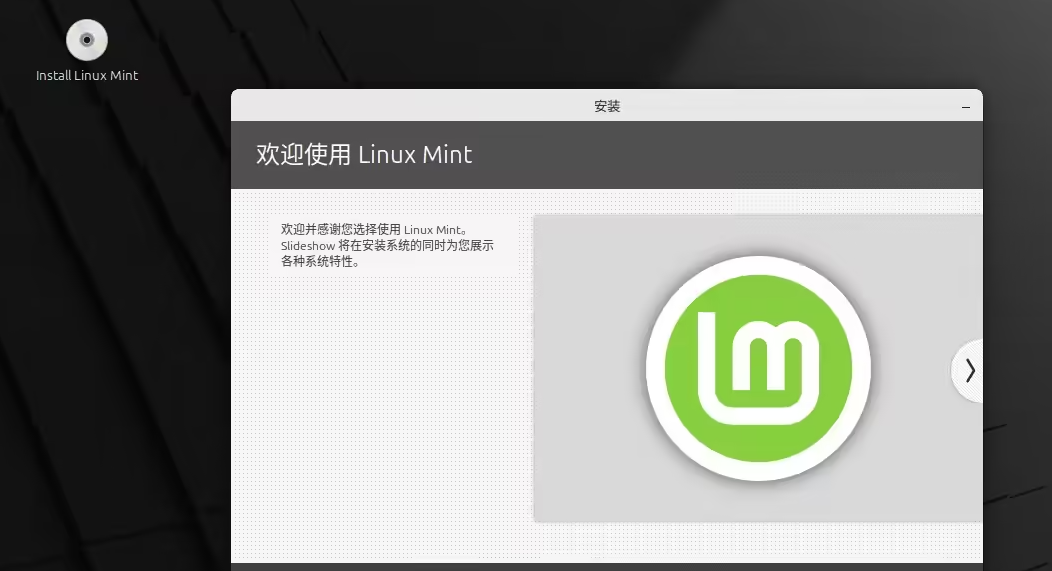 Install Linux Mint
安装
欢迎使用 Linux Mint
欢迎并感谢您选择使用 Linux Mint。
Slideshow 将在安装系统的同时为您展示
各种系统特性。